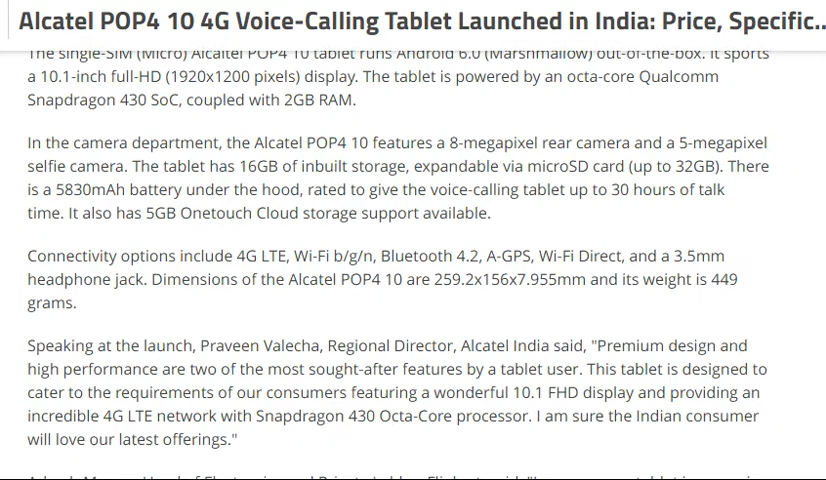 Alcatel POP4 10 4G Voice-Calling Tablet Launched in India: Price, Specific...
The single-SIM (Micro) Alcaltel POP4 10 tablet runs Android 6.0 (Marshmallow) out-of-the-box. It sports
a 10.1-inch full-HD (1920x1200 pixels) display. The tablet is powered by an octa-core Qualcomm
Snapdragon 430 SoC, coupled with 2GB RAM.
In the camera department, the Alcatel POP4 10 features a 8-megapixel rear camera and a 5-megapixel
selfie camera. The tablet has 16GB of inbuilt storage, expandable via microSD card (up to 32GB). There
is a 5830mAh battery under the hood, rated to give the voice-calling tablet up to 30 hours of talk
time. It also has 5GB Onetouch Cloud storage support available.
Connectivity options include 4G LTE, Wi-Fi b/g/n, Bluetooth 4.2, A-GPS, Wi-Fi Direct, and a 3.5mm
headphone jack. Dimensions of the Alcatel POP4 10 are 259.2x156x7.955mm and its weight is 449
grams.
Speaking at the launch, Praveen Valecha, Regional Director, Alcatel India said, "Premium design and
high performance are two of the most sought-after features by a tablet user. This tablet is designed to
cater to the requirements of our consumers featuring a wonderful 10.1 FHD display and providing an
incredible 4G LTE network with Snapdragon 430 Octa-Core processor. I am sure the Indian consumer
will love our latest offerings."